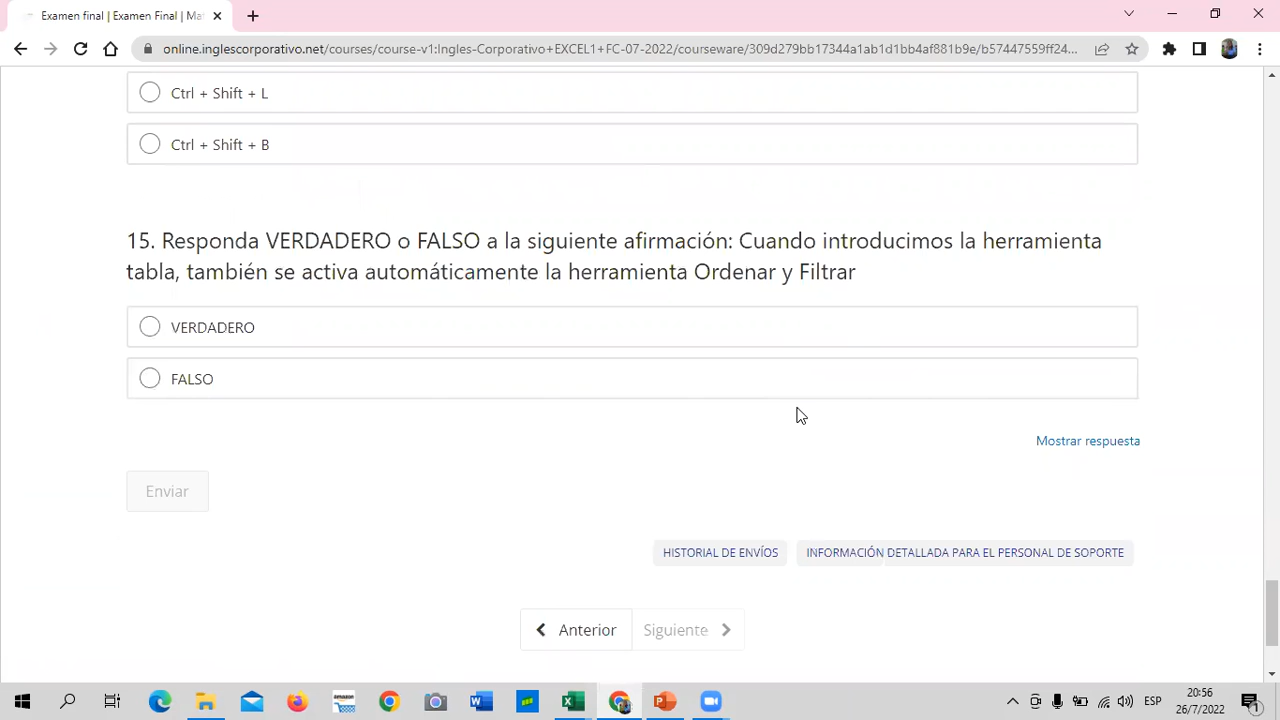 Examen final | Examen Final | Ma
online.inglescorporativo.net/courses/course-v1:Ingles-Corporativo+EXCEL1+FC-07-2022/courseware/309d279bb17344a1ab1d1bb4af881b9e/b57447559ff24...
Ctrl + Shift + L
Ctrl + Shift + B
15. Responda VERDADERO o FALSO a la siguiente afirmación: Cuando introducimos la herramienta
tabla, también se activa automáticamente la herramienta Ordenar y Filtrar
VERDADERO
FALSO
Mostrar respuesta
Enviar
HISTORIAL DE ENVÍOS
INFORMACIÓN DETALLADA PARA EL PERSONAL DE SOPORTE
Anterior
Siguiente
ESP
20:56
26/7/2022